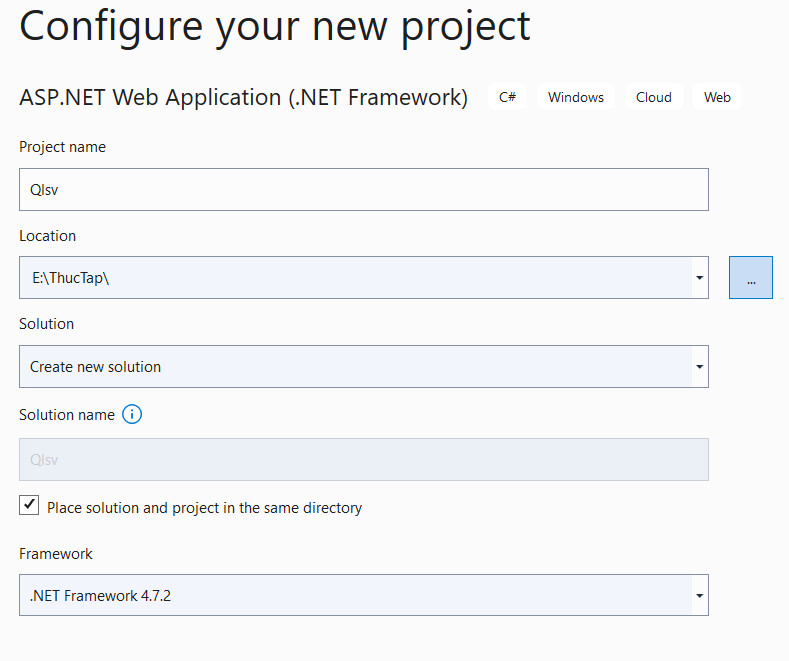 Configure your new project
ASP.NET Web Application (.NET Framework) C# Windows Cloud Web
Project name
Qlsv
Location
E:\ThucTap\
...
Solution
Create new solution
Solution name
Qlsv
Place solution and project in the same directory
Framework
.NET Framework 4.7.2